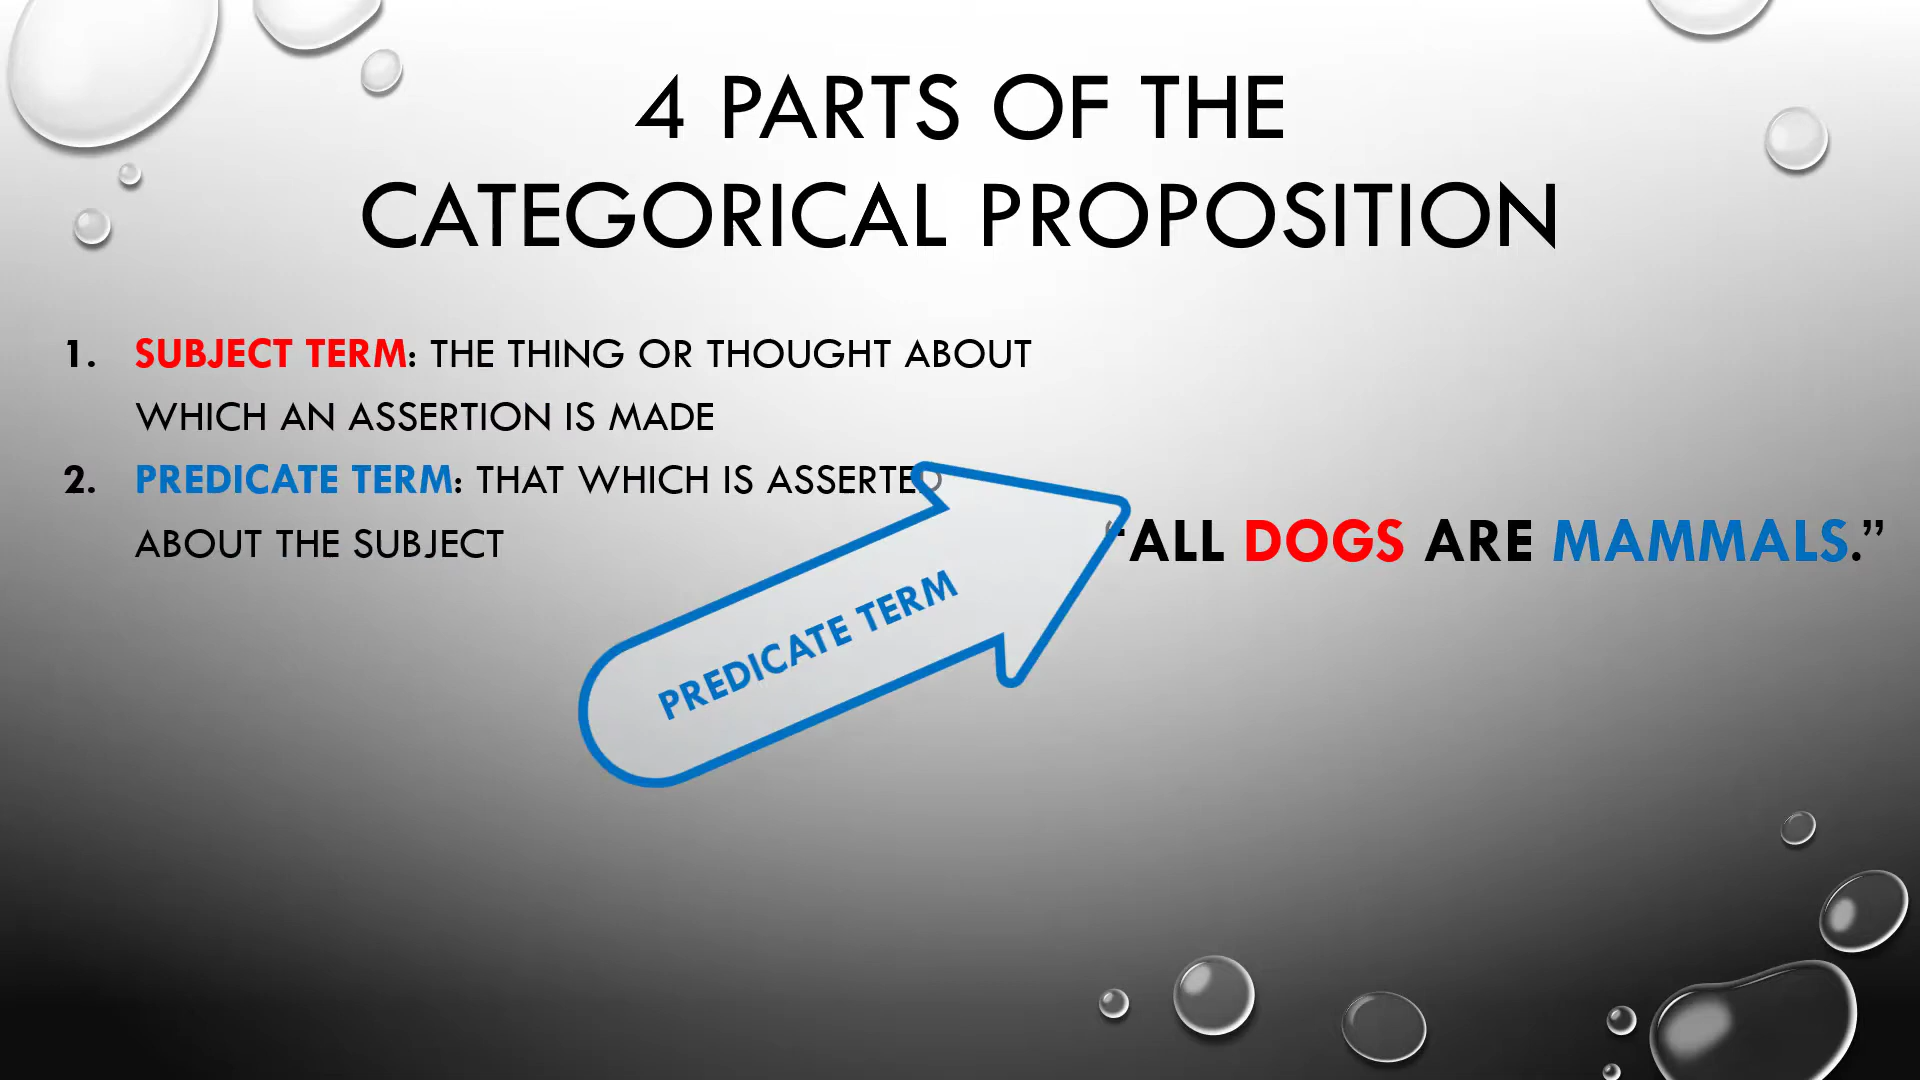 4 PARTS OF THE
CATEGORICAL PROPOSITION
1. SUBJECT TERM: THE THING OR THOUGHT ABOUT
WHICH AN ASSERTION IS MADE
2. PREDICATE TERM: THAT WHICH IS ASSERTED
ABOUT THE SUBJECT
“ALL DOGS ARE MAMMALS.”
PREDICATE TERM